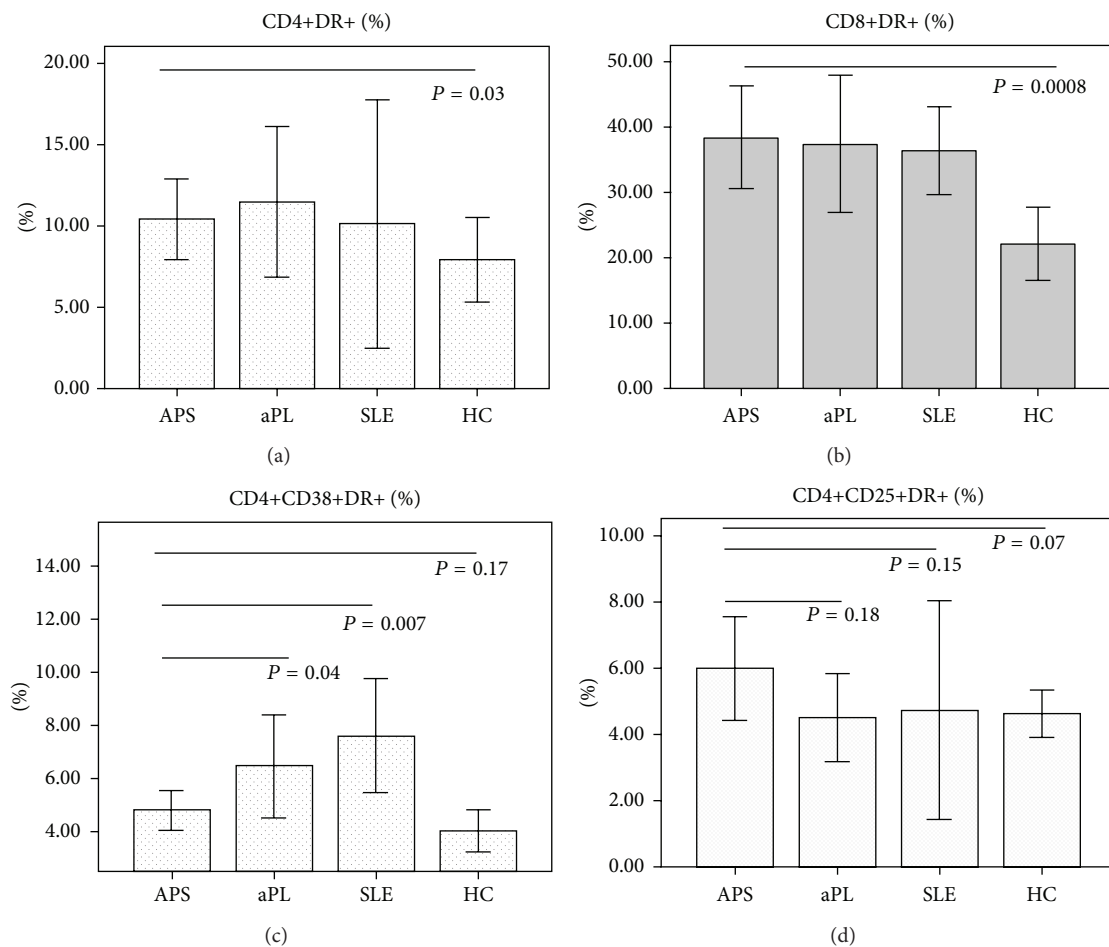 CD4+DR+ (%)
20.00
15.00
10.00
5.00
0.00
(%)
P = 0.03
APS aPL SLE HC
(a)
CD8+DR+ (%)
50.00
40.00
30.00
20.00
10.00
0.00
(%)
P = 0.0008
APS aPL SLE HC
(b)
CD4+CD38+DR+ (%)
14.00
12.00
10.00
8.00
6.00
4.00
(%)
P = 0.17
P = 0.007
P = 0.04
APS aPL SLE HC
(c)
CD4+CD25+DR+ (%)
10.00
8.00
6.00
4.00
2.00
0.00
(%)
P = 0.07
P = 0.15
P = 0.18
APS aPL SLE HC
(d)